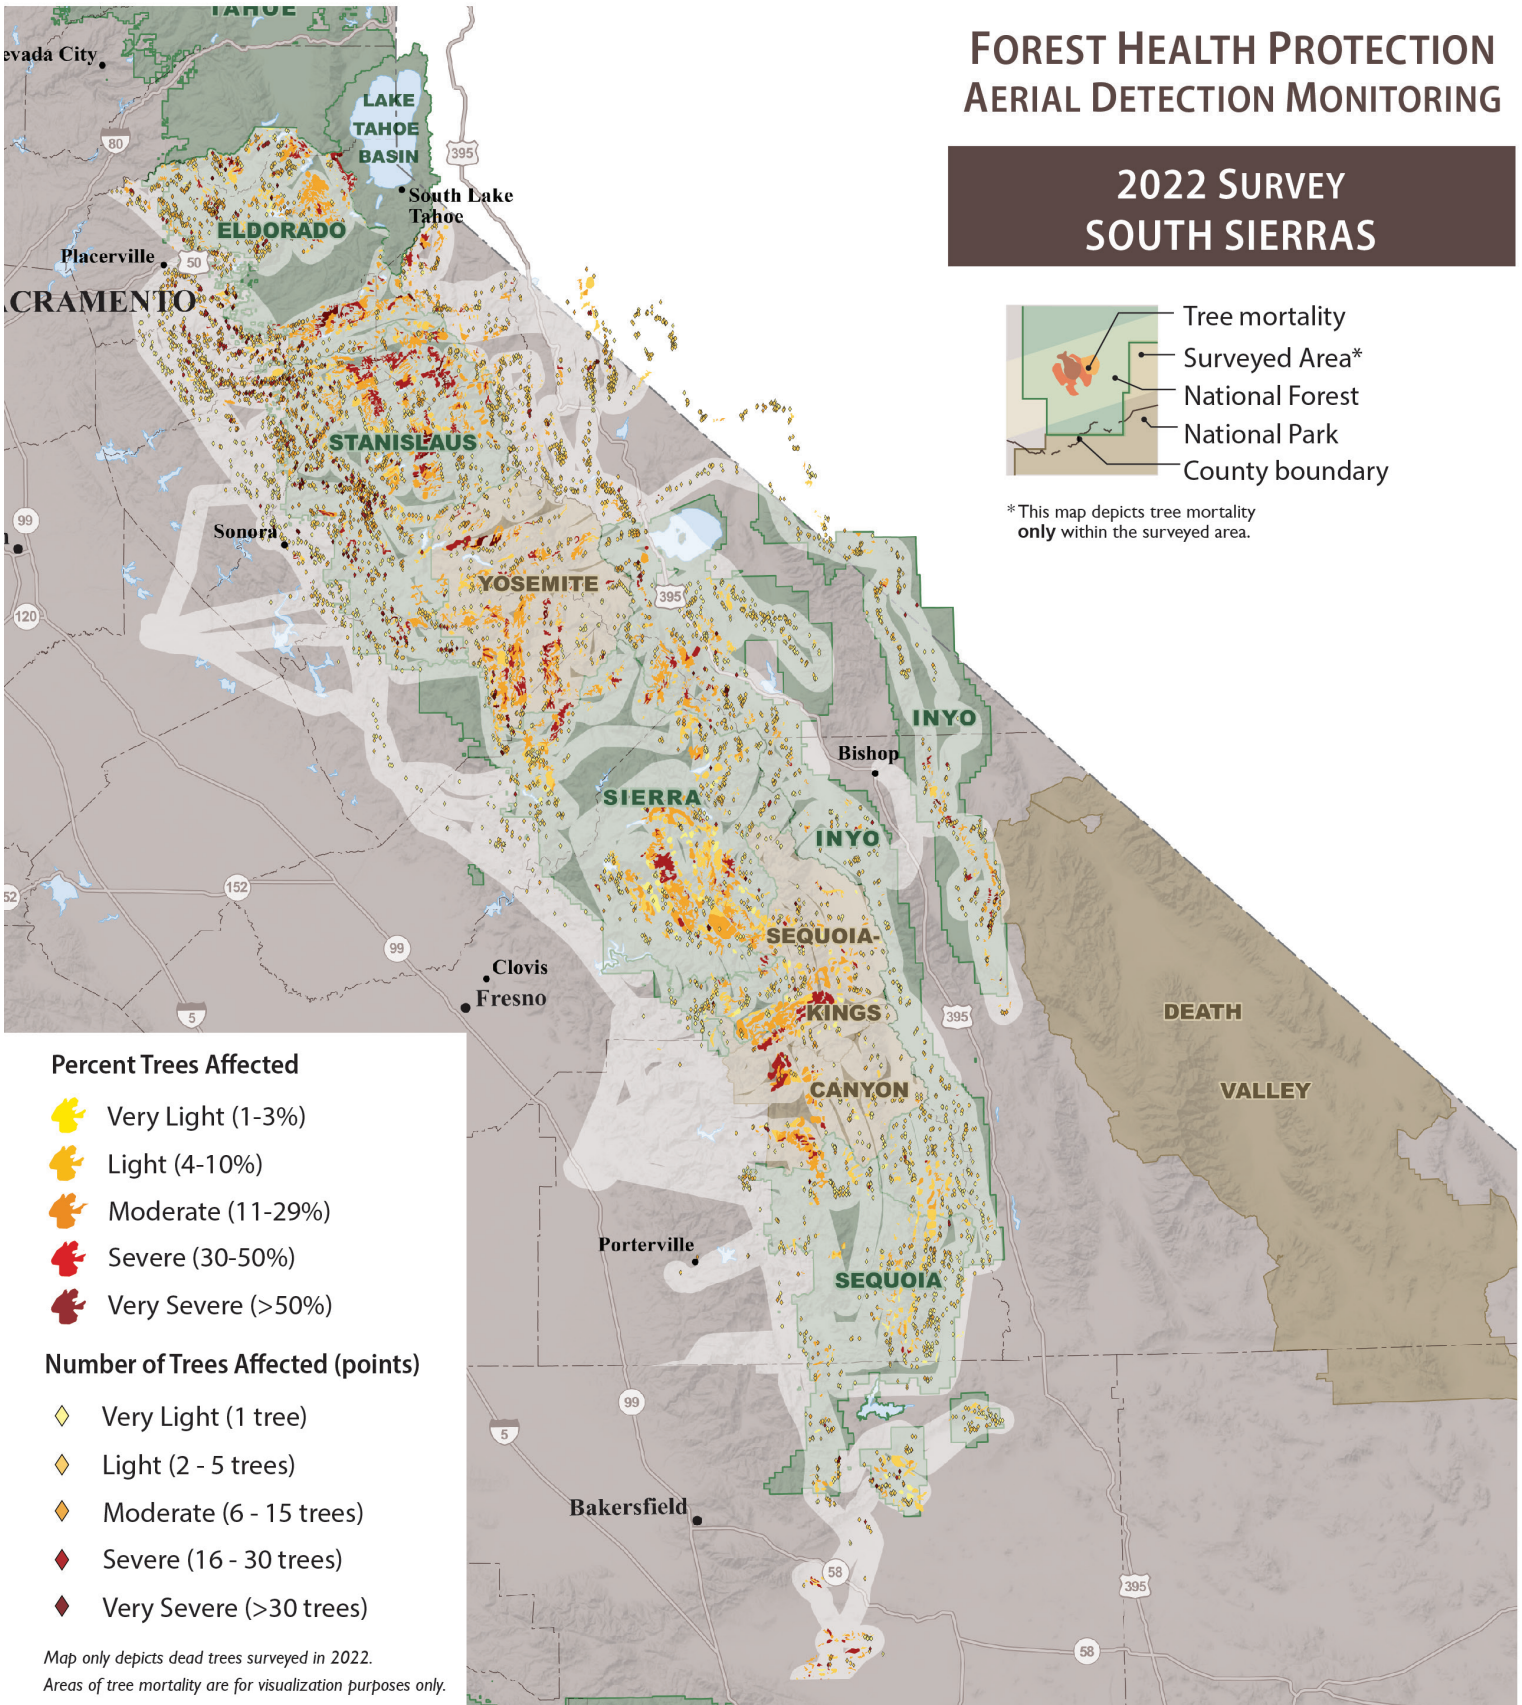 FOREST HEALTH PROTECTION
AERIAL DETECTION MONITORING
2022 SURVEY
SOUTH SIERRAS
Tree mortality
Surveyed Area*
National Forest
National Park
County boundary
* This map depicts tree mortality
only within the surveyed area.
TAHOE
evada City
LAKE
TAHOE
BASIN
80
395
South Lake
Tahoe
ELDORADO
Placerville
50
ACRAMENTO
STANISLAUS
99
Sonora
n
YOSEMITE
395
120
INYO
Bishop
SIERRA
INYO
152
52
99
SEQUOIA-
Clovis
Fresno
5
KINGS
395
DEATH
VALLEY
CANYON
Porterville
SEQUOIA
99
5
Bakersfield
58
395
58
Percent Trees Affected
Very Light (1-3%)
Light (4-10%)
Moderate (11-29%)
Severe (30-50%)
Very Severe (>50%)
Number of Trees Affected (points)
Very Light (1 tree)
Light (2 - 5 trees)
Moderate (6 - 15 trees)
Severe (16 - 30 trees)
Very Severe (>30 trees)
Map only depicts dead trees surveyed in 2022.
Areas of tree mortality are for visualization purposes only.